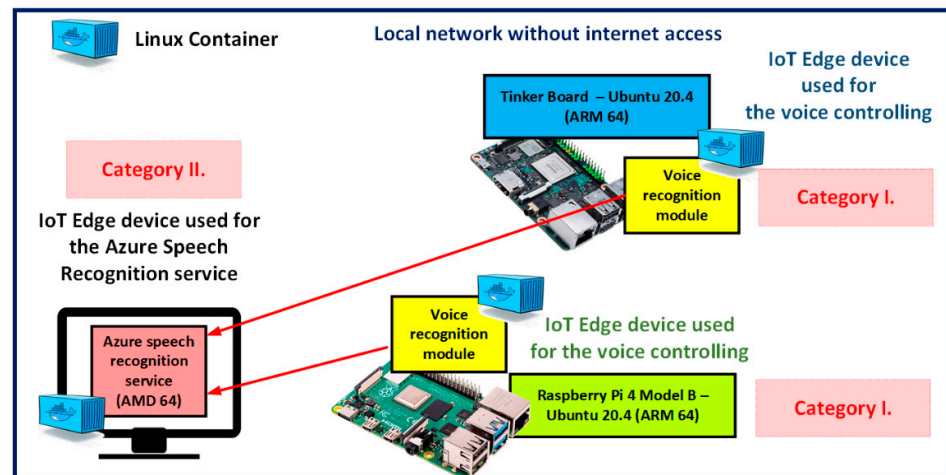 Linux Container
Local network without internet access
IoT Edge device
used for
the voice controlling
Tinker Board – Ubuntu 20.4
(ARM 64)
Category II.
Voice
recognition
module
Category I.
IoT Edge device used for
the Azure Speech
Recognition service
Voice
recognition
module
IoT Edge device used
for the voice controlling
Azure speech
recognition
service
(AMD 64)
Raspberry Pi 4 Model B –
Ubuntu 20.4 (ARM 64)
Category I.